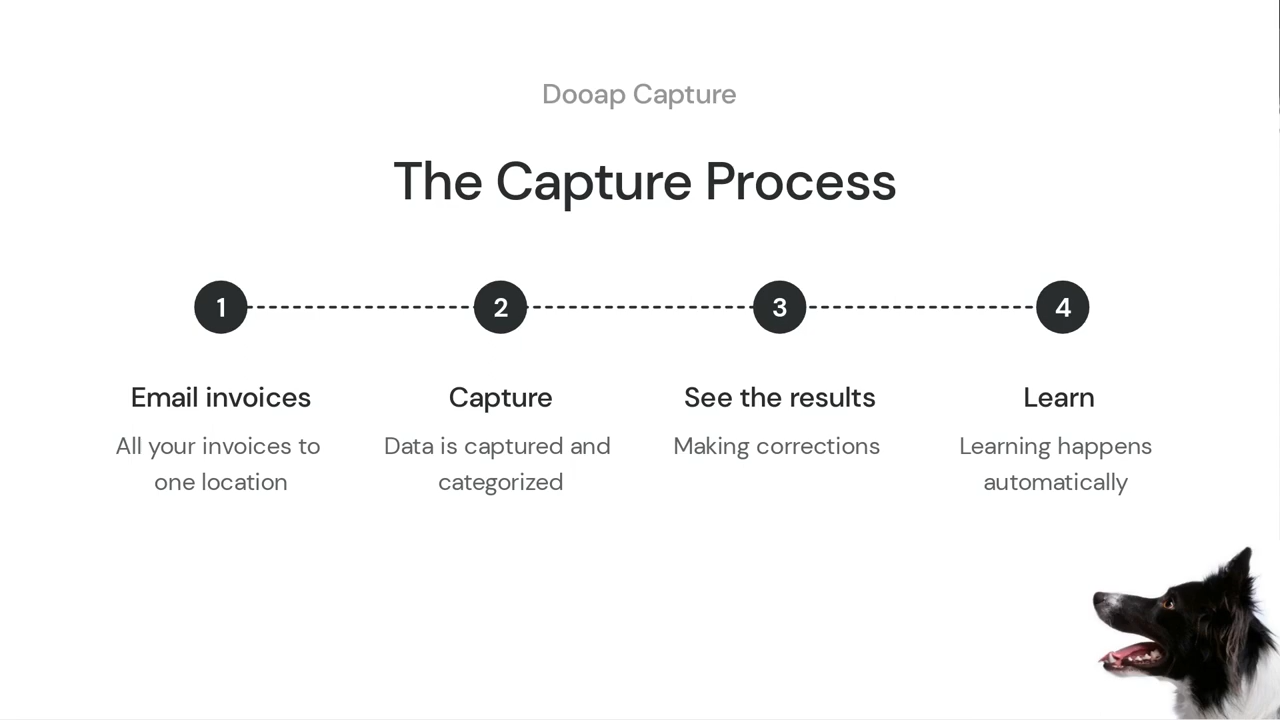 Dooap Capture
The Capture Process
1 2 3 4
Email invoices
All your invoices to
one location
Capture
Data is captured and
categorized
See the results
Making corrections
Learn
Learning happens
automatically